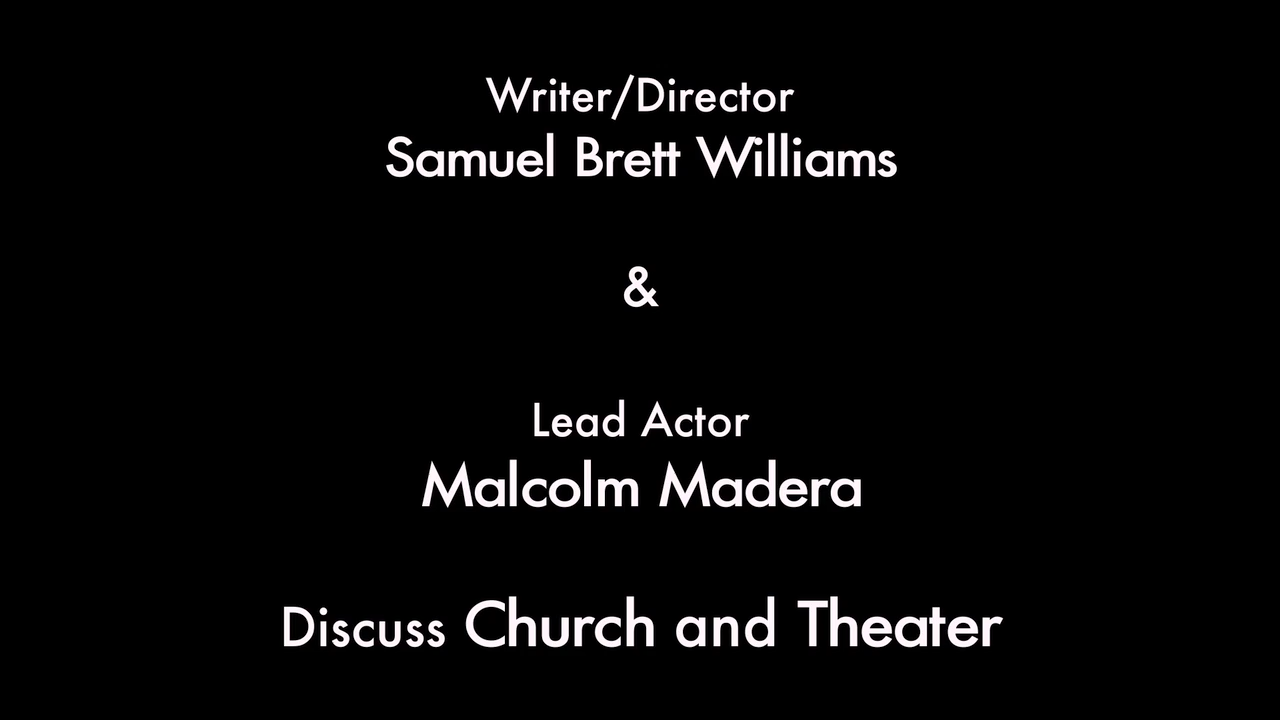 Writer/Director
Samuel Brett Williams
&
Lead Actor
Malcolm Madera
Discuss Church and Theater